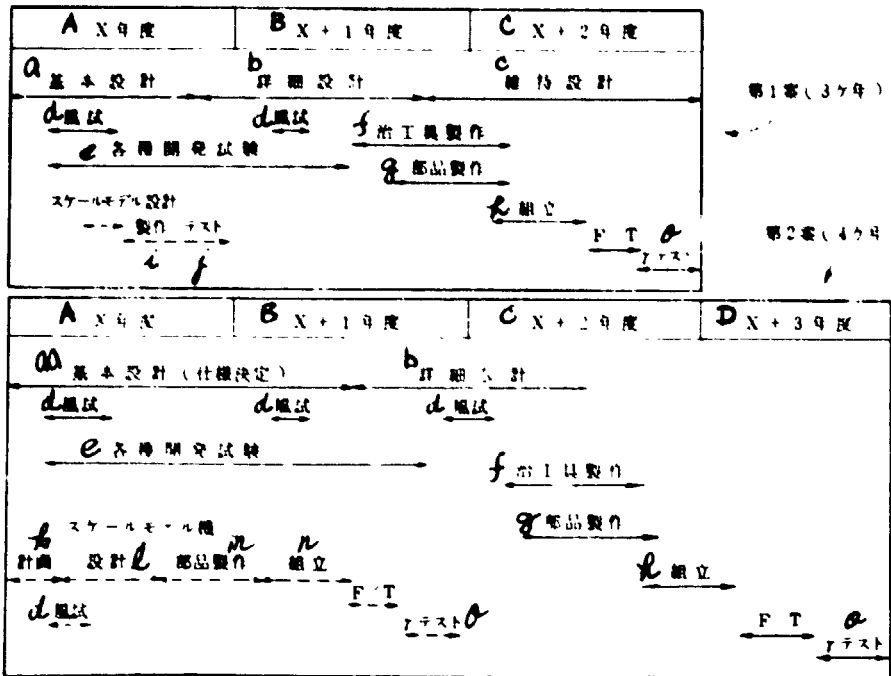 A X年度 B X + 1年度 C X + 2年度
a 基本設計 b 詳細設計 c 維持設計
第1案(3ヶ年)
d 風試 d 風試
f 治工具製作
e 各種開発試験
g 部品製作
スケールモデル設計
h 組立
製作 テスト
F T o
第2案(4ヶ年
i j
テスト
A X年度 B X + 1年度 C X + 2年度 D X + 3年度
aa 基本設計(仕様決定) b 詳細設計
d 風試 d 風試 d 風試
e 各種開発試験
f 治工具製作
スケールモデル機
g 部品製作
k m n
計画 設計 l 部品製作 組立
h 組立
F T
d 風試
rテスト o
F T o
rテスト